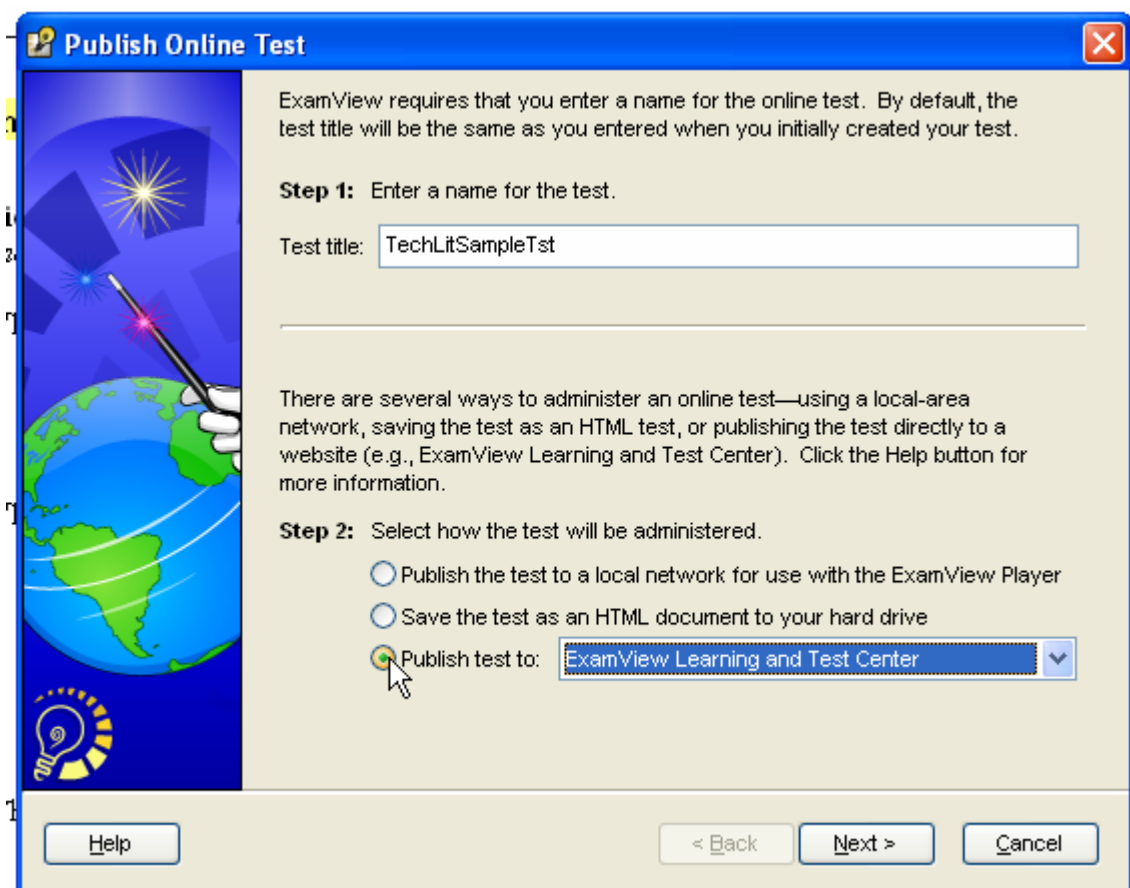 Publish Online Test
ExamView requires that you enter a name for the online test. By default, the
test title will be the same as you entered when you initially created your test.
Step 1: Enter a name for the test.
Test title: TechLitSampleTst
There are several ways to administer an online test—using a local-area
network, saving the test as an HTML test, or publishing the test directly to a
website (e.g., ExamView Learning and Test Center). Click the Help button for
more information.
Step 2: Select how the test will be administered.
Publish the test to a local network for use with the ExamView Player
Save the test as an HTML document to your hard drive
Publish test to: ExamView Learning and Test Center
Help < Back Next > Cancel